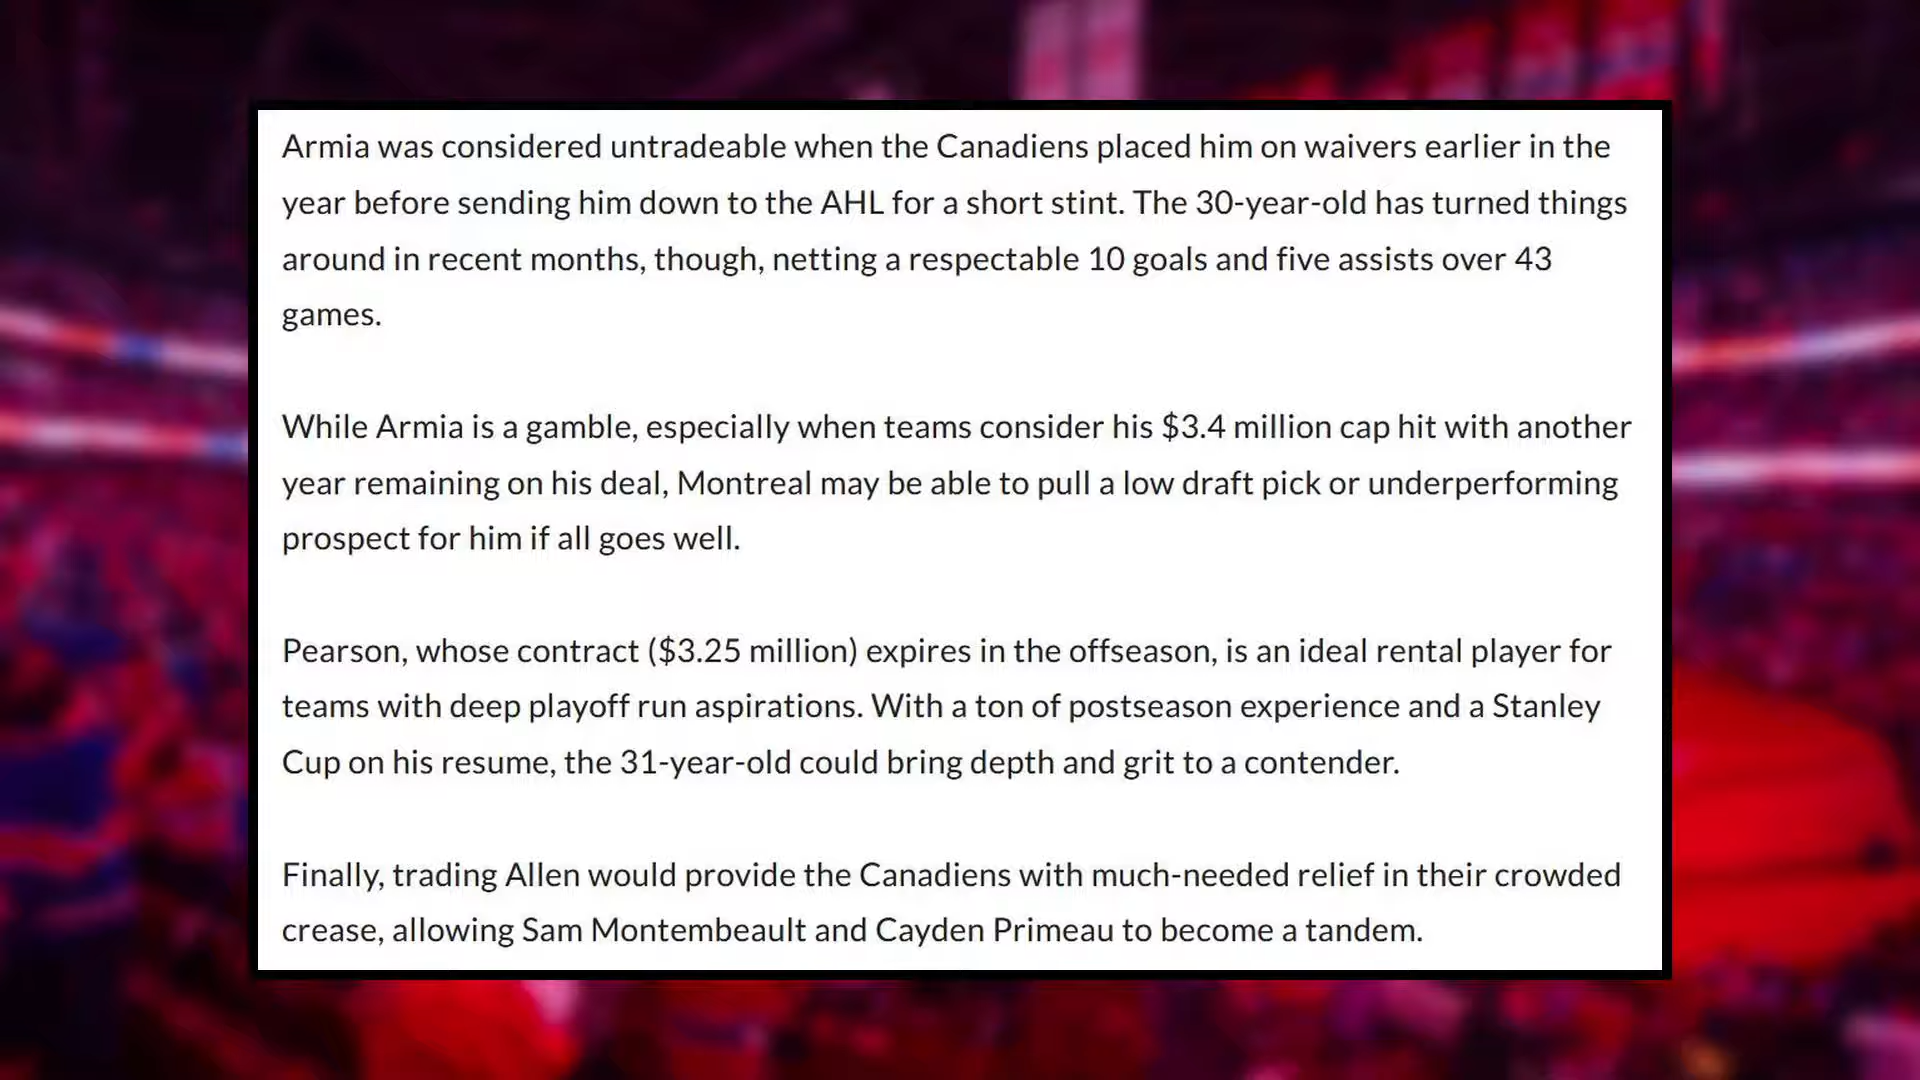 Armia was considered untradeable when the Canadiens placed him on waivers earlier in the
year before sending him down to the AHL for a short stint. The 30-year-old has turned things
around in recent months, though, netting a respectable 10 goals and five assists over 43
games.
While Armia is a gamble, especially when teams consider his $3.4 million cap hit with another
year remaining on his deal, Montreal may be able to pull a low draft pick or underperforming
prospect for him if all goes well.
Pearson, whose contract ($3.25 million) expires in the offseason, is an ideal rental player for
teams with deep playoff run aspirations. With a ton of postseason experience and a Stanley
Cup on his resume, the 31-year-old could bring depth and grit to a contender.
Finally, trading Allen would provide the Canadiens with much-needed relief in their crowded
crease, allowing Sam Montembeault and Cayden Primeau to become a tandem.